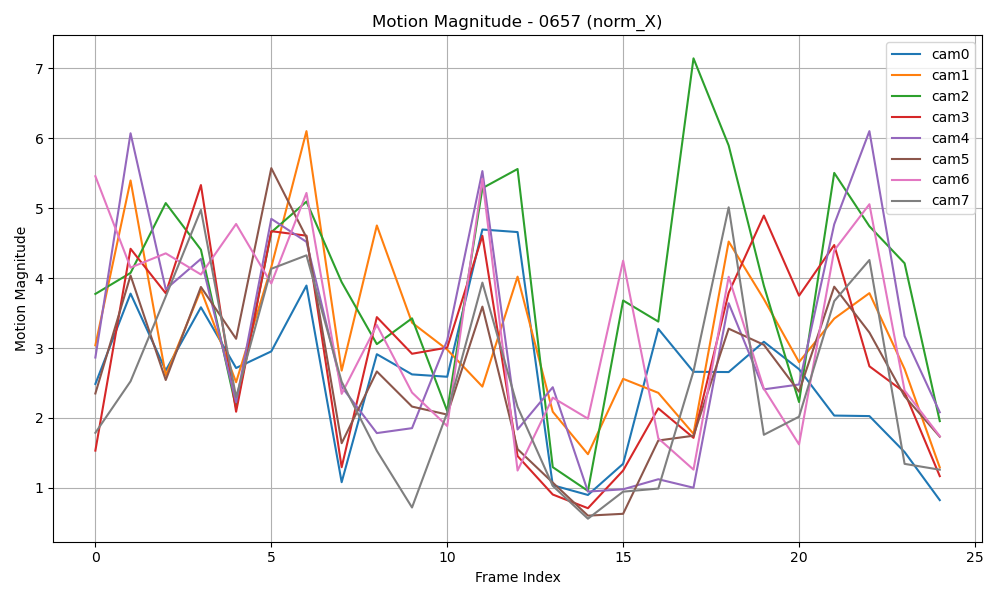 Motion Magnitude - 0657 (norm_X)
7
6
5
4
3
2
1
Motion Magnitude
0
5
10
15
20
25
Frame Index
cam0
cam1
cam2
cam3
cam4
cam5
cam6
cam7